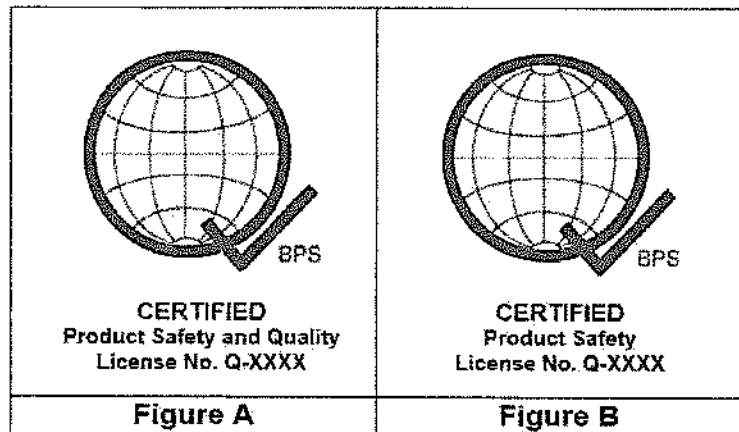 BPS
CERTIFIED
Product Safety and Quality
License No. Q-XXXX
Figure A
BPS
CERTIFIED
Product Safety
License No. Q-XXXX
Figure B